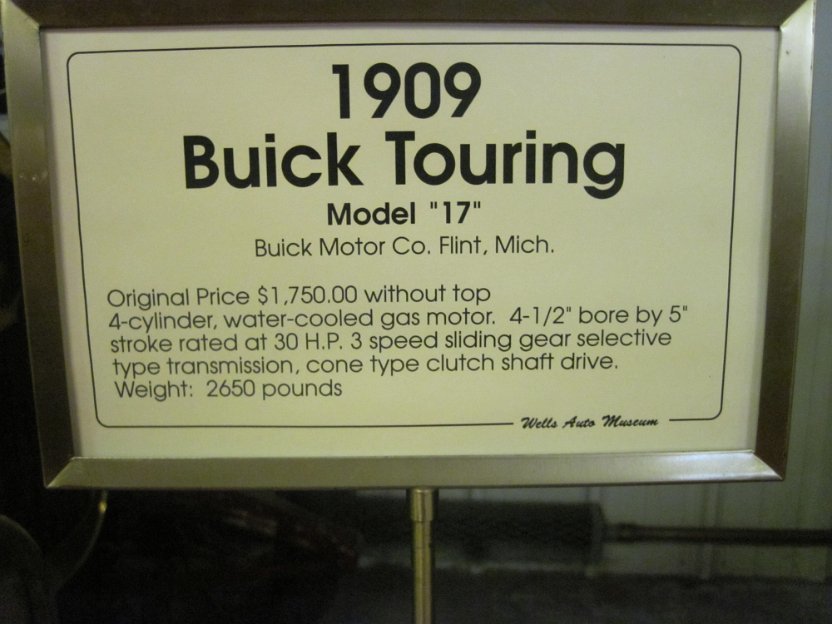 1909
Buick Touring
Model "17"
Buick Motor Co. Flint, Mich.
Original Price $1,750.00 without top
4-cylinder, water-cooled gas motor. 4-1/2" bore by 5"
stroke rated at 30 H.P. 3 speed sliding gear selective
type transmission, cone type clutch shaft drive.
Weight: 2650 pounds
Wells Auto Museum